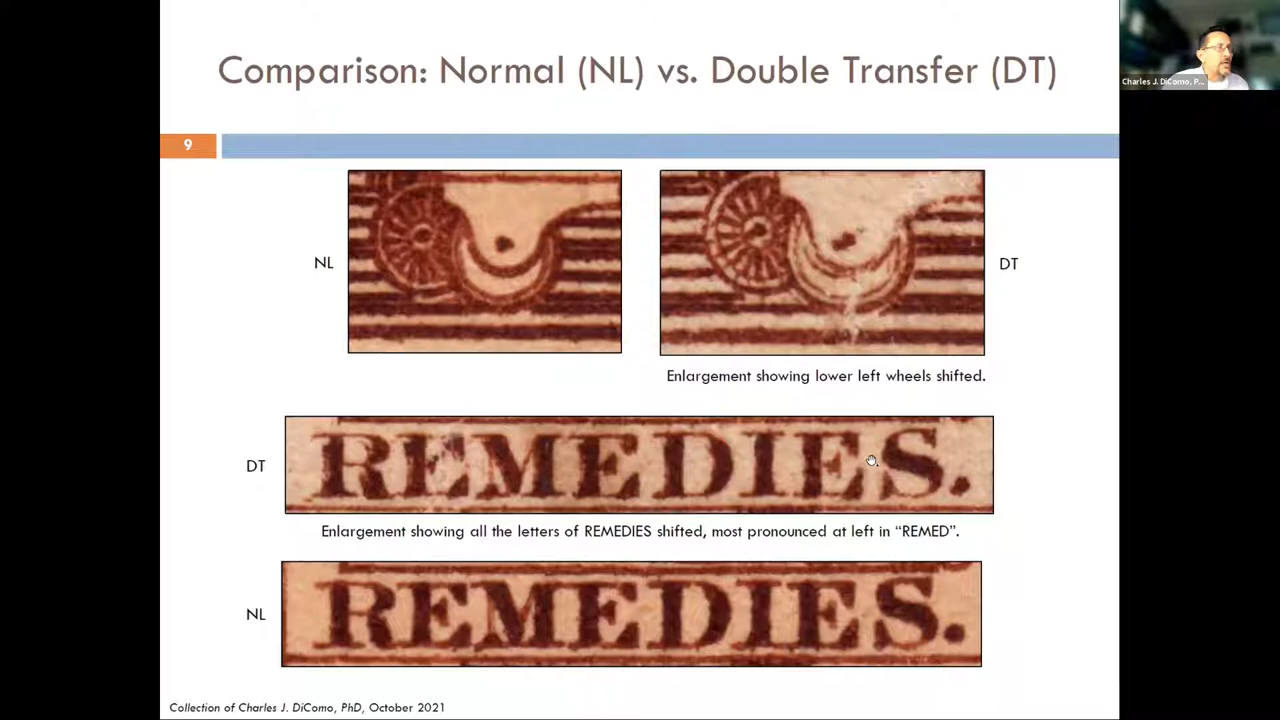 Comparison: Normal (NL) vs. Double Transfer (DT)
Charles J. DiComo, P...
9
NL
DT
Enlargement showing lower left wheels shifted.
DT
REMEDIES.
Enlargement showing all the letters of REMEDIES shifted, most pronounced at left in “REMED”.
NL
REMEDIES.
Collection of Charles J. DiComo, PhD, October 2021